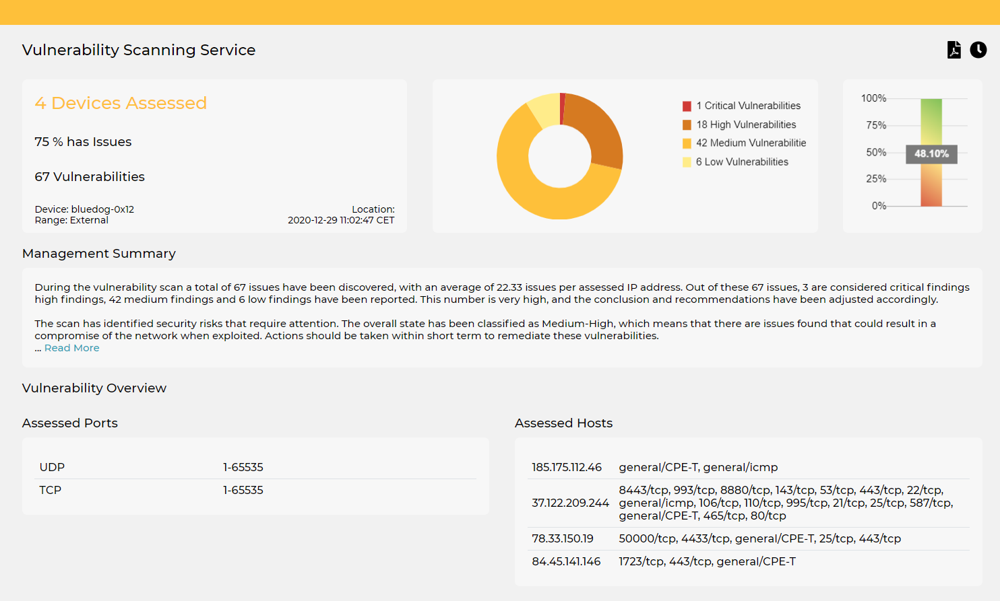 Vulnerability Scanning Service
4 Devices Assessed
75 % has Issues
67 Vulnerabilities
Device: bluedog-0x12
Range: External
Location:
2020-12-29 11:02:47 CET
1 Critical Vulnerabilities
18 High Vulnerabilities
42 Medium Vulnerabilitie
6 Low Vulnerabilities
100%
75%
50%
25%
0%
48.10%
Management Summary
During the vulnerability scan a total of 67 issues have been discovered, with an average of 22.33 issues per assessed IP address. Out of these 67 issues, 3 are considered critical findings
high findings, 42 medium findings and 6 low findings have been reported. This number is very high, and the conclusion and recommendations have been adjusted accordingly.
The scan has identified security risks that require attention. The overall state has been classified as Medium-High, which means that there are issues found that could result in a
compromise of the network when exploited. Actions should be taken within short term to remediate these vulnerabilities.
... Read More
Vulnerability Overview
Assessed Ports
UDP 1-65535
TCP 1-65535
Assessed Hosts
185.175.112.46 general/CPE-T, general/icmp
37.122.209.244 8443/tcp, 993/tcp, 8880/tcp, 143/tcp, 53/tcp, 443/tcp, 22/tcp,
general/icmp, 106/tcp, 110/tcp, 995/tcp, 21/tcp, 25/tcp, 587/tcp,
general/CPE-T, 465/tcp, 80/tcp
78.33.150.19 50000/tcp, 4433/tcp, general/CPE-T, 25/tcp, 443/tcp
84.45.141.146 1723/tcp, 443/tcp, general/CPE-T